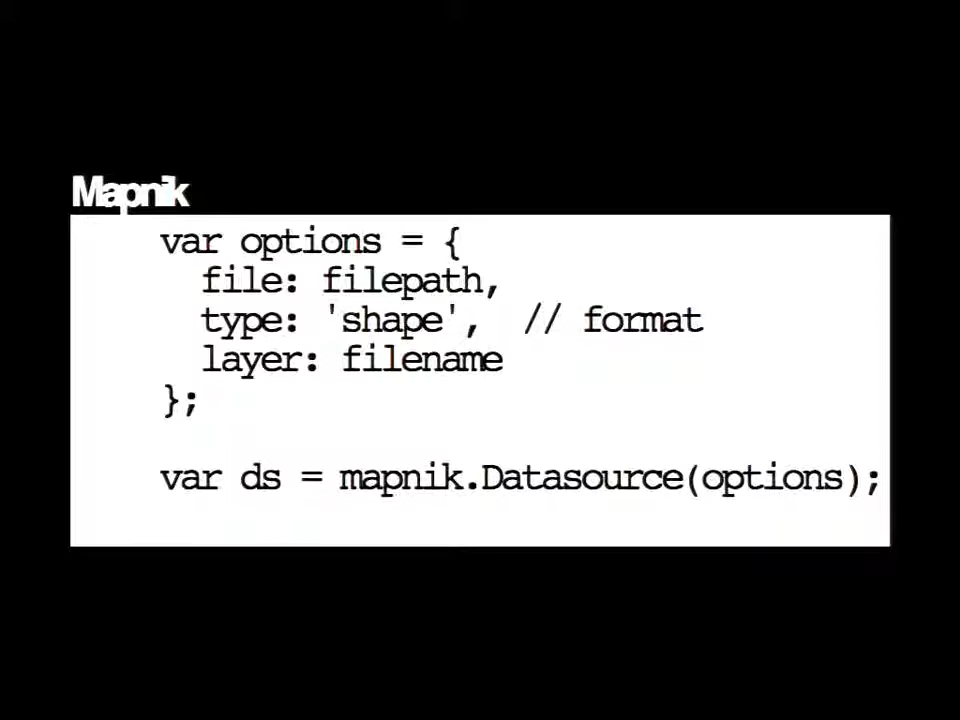 Mapnik
var options = {
file: filepath,
type: 'shape', // format
layer: filename
};
var ds = mapnik.Datasource(options);